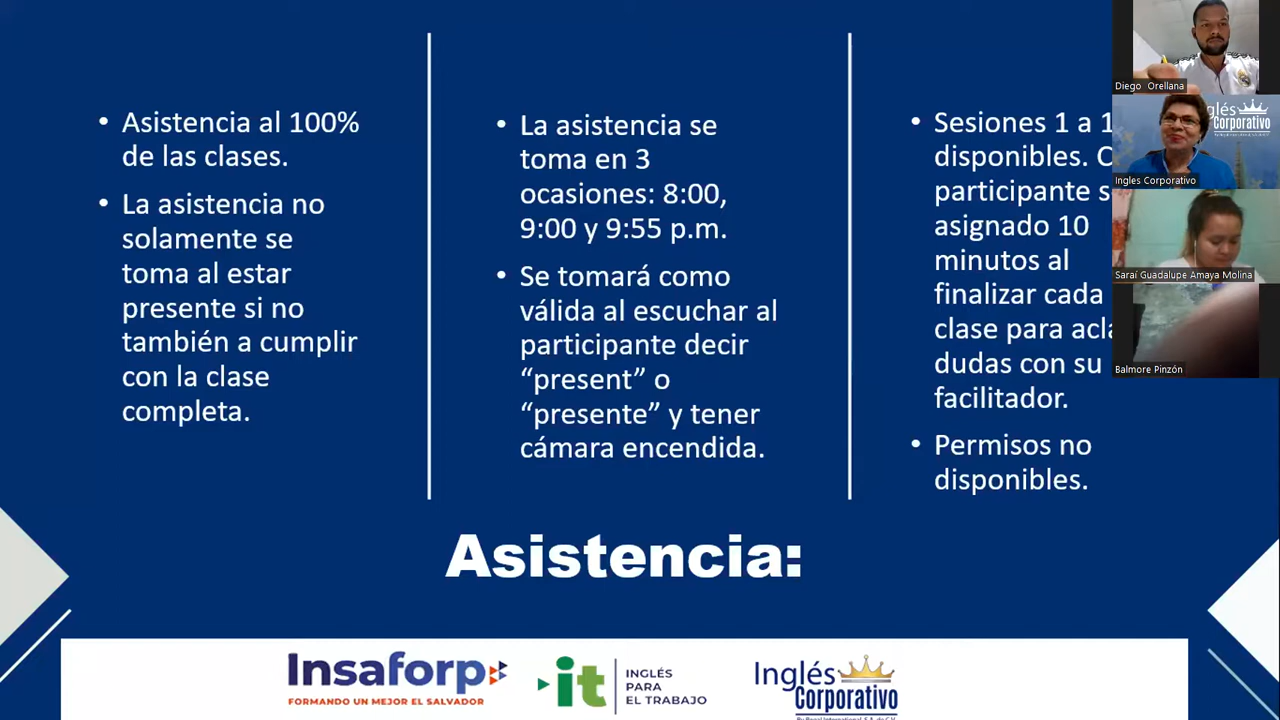 • Asistencia al 100%
de las clases.
• La asistencia no
solamente se
toma al estar
presente si no
también a cumplir
con la clase
completa.
• La asistencia se
toma en 3
ocasiones: 8:00,
9:00 y 9:55 p.m.
• Se tomará como
válida al escuchar al
participante decir
“present” o
“presente” y tener
cámara encendida.
• Sesiones 1 a 1
disponibles.
participante
asignado 10
minutos al
finalizar cada
clase para
dudas con su
facilitador.
• Permisos no
disponibles.
Asistencia:
Insaforp
FORMANDO UN MEJOR EL SALVADOR
it
INGLÉS
PARA
EL TRABAJO
Inglés
Corporativo
Diego Orellana
glés
Corporativo
Ingles Corporativo
Saraí Guadalupe Amaya Molina
Balmore Pinzón